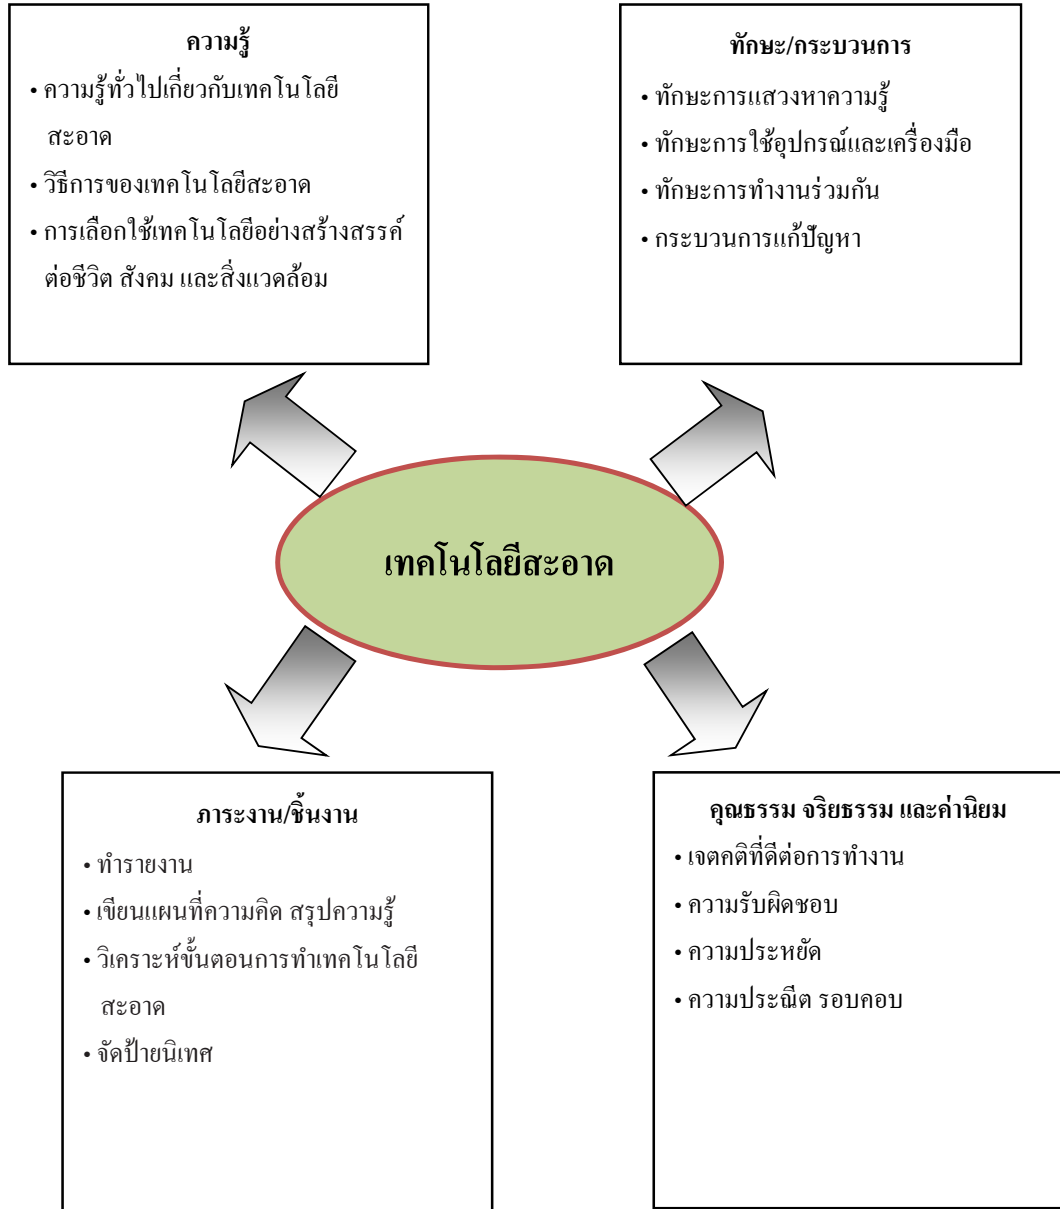 ความรู้
• ความรู้ทั่วไปเกี่ยวกับเทคโนโลยี
สะอาด
• วิธีการของเทคโนโลยีสะอาด
• การเลือกใช้เทคโนโลยีอย่างสร้างสรรค์
ต่อชีวิต สังคม และสิ่งแวดล้อม
ทักษะ/กระบวนการ
• ทักษะการแสวงหาความรู้
• ทักษะการใช้อุปกรณ์และเครื่องมือ
• ทักษะการทำงานร่วมกัน
• กระบวนการแก้ปัญหา
เทคโนโลยีสะอาด
ภาระงาน/ชิ้นงาน
• ทำรายงาน
• เขียนแผนที่ความคิด สรุปความรู้
• วิเคราะห์ขั้นตอนการทำเทคโนโลยี
สะอาด
• จัดป้ายนิเทศ
คุณธรรม จริยธรรม และค่านิยม
• เจตคติที่ดีต่อการทำงาน
• ความรับผิดชอบ
• ความประหยัด
• ความประณีต รอบคอบ